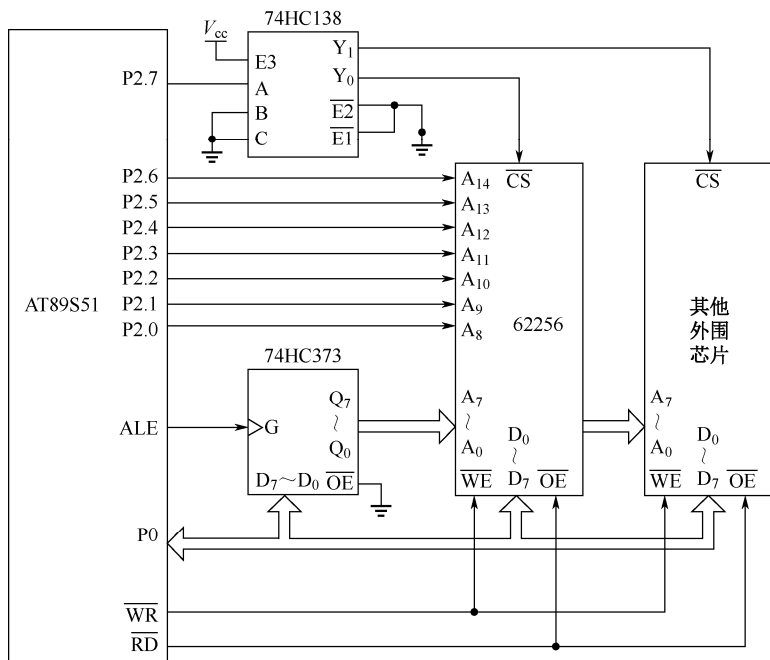 74HC138
Vcc
E3
A
B
C
Y1
Y0
E2
E1
P2.7
P2.6
P2.5
P2.4
P2.3
P2.2
P2.1
P2.0
AT89S51
ALE
P0
WR
RD
74HC373
G
Q7
~
Q0
D7~D0 OE
CS
A14
A13
A12
A11
A10
A9
A8
62256
A7
~
A0
D0
~
D7
WE
OE
CS
其他
外围
芯片
A7
~
A0
D0
~
D7
WE
OE